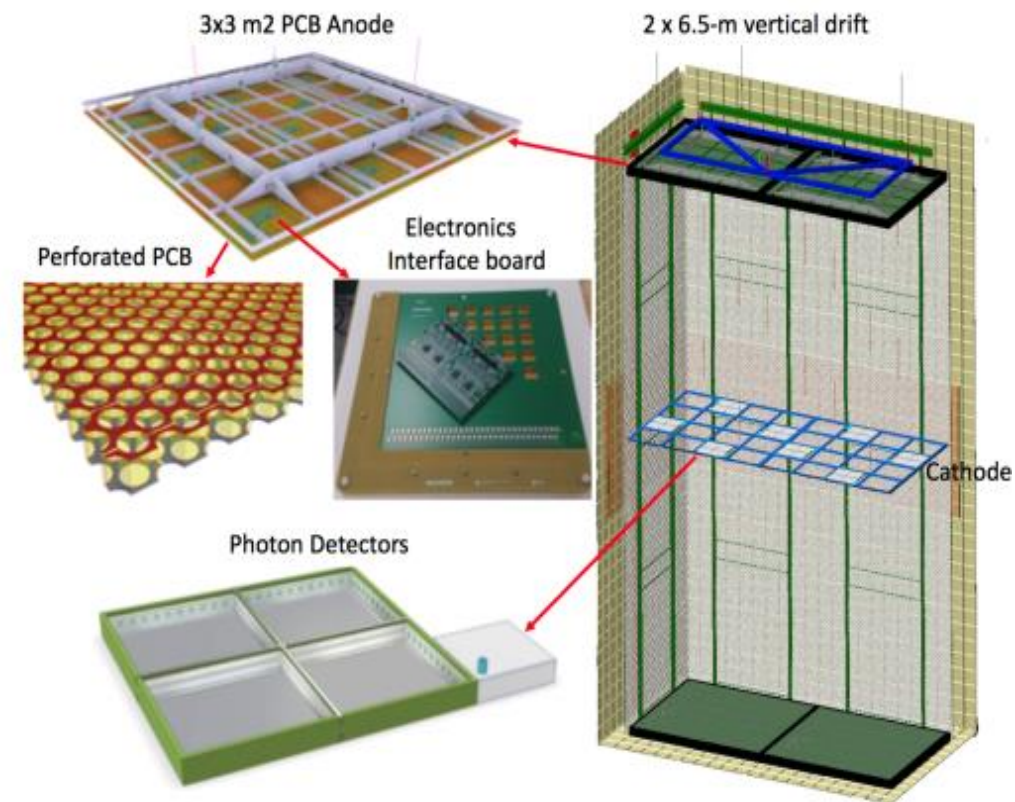 3x3 m2 PCB Anode
2 x 6.5-m vertical drift
Perforated PCB
Electronics
Interface board
Cathode
Photon Detectors